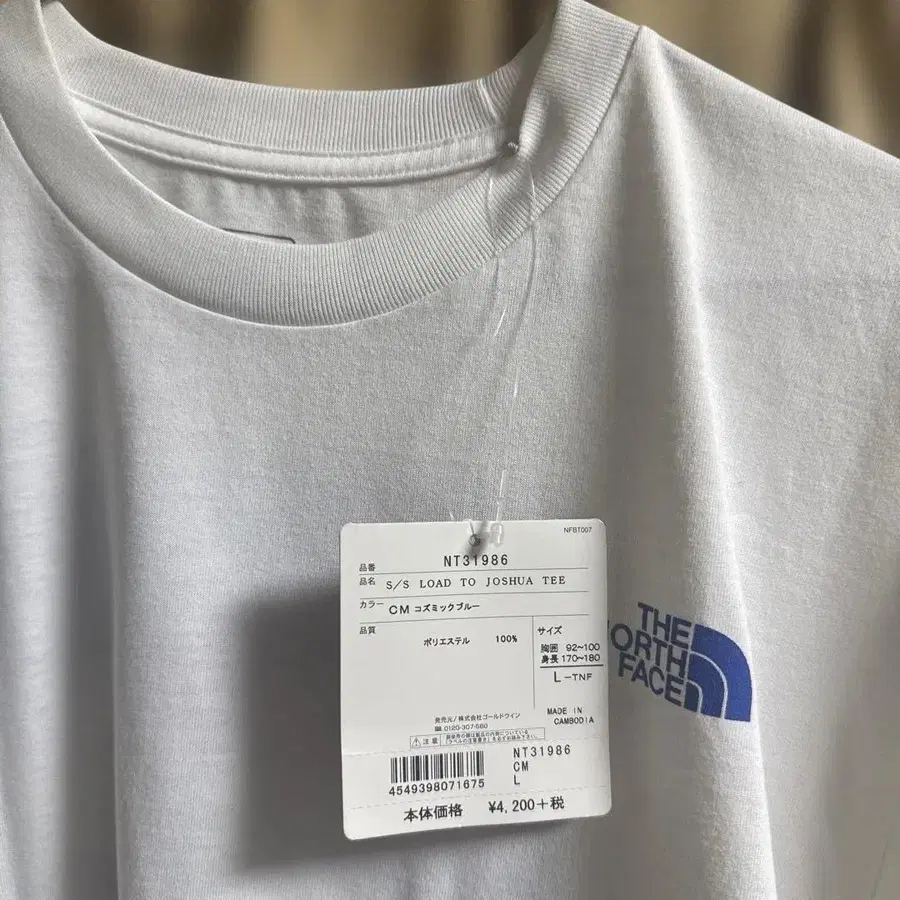 NFBT007
品番 NT31986
品名 S/S LOAD TO JOSHUA TEE
カラー CM コズミックブルー
品質
ポリエステル 100%
サイズ
胸囲 92~100
身長 170~180
L-TNF
MADE IN
CAMBODIA
発売元/株式会社ゴールドウイン
☎0120-307-560
⚠注意
NT31986
CM
L
4549398071675
本体価格 ¥4,200+税
THE
NORTH
FACE